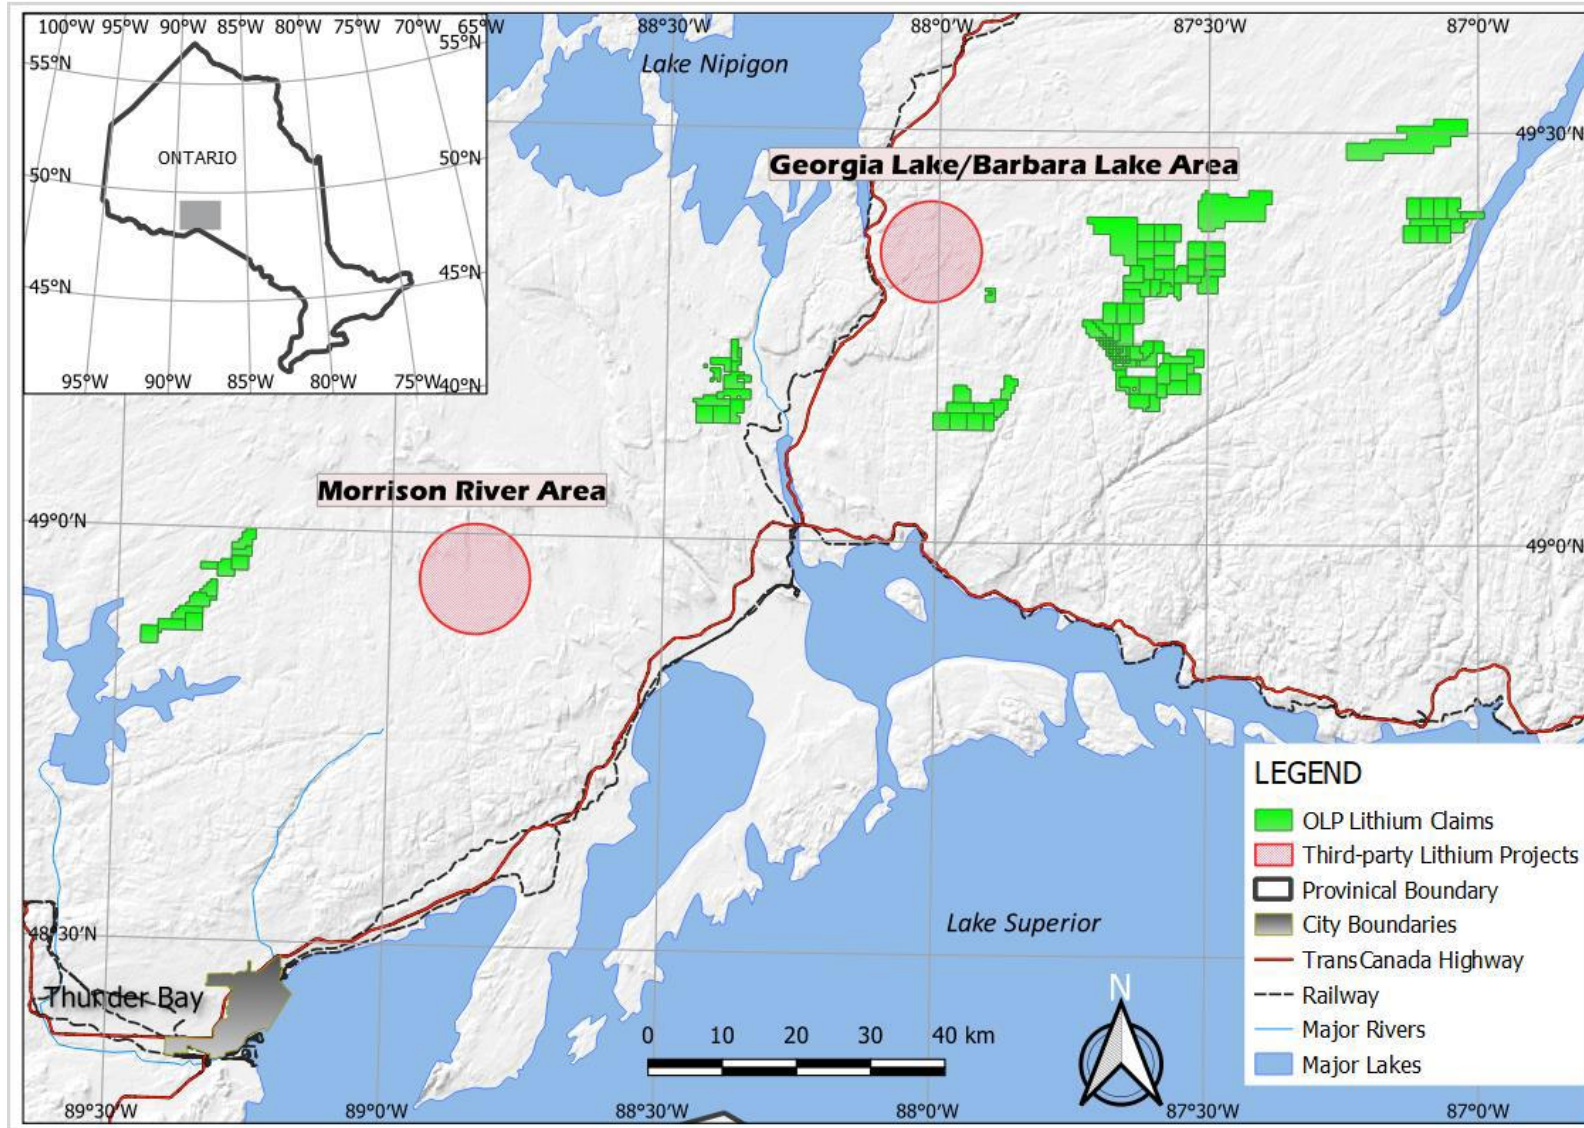 100°W 95°W 90°W 85°W 80°W 75°W 70°W 65°W
88°30'W 88°0'W 87°30'W 87°0'W
55°N
55°N
Lake Nipigon
49°30'N
ONTARIO
50°N
50°N
Georgia Lake/Barbara Lake Area
45°N
45°N
95°W 90°W 85°W 80°W 75°W
40°N
Morrison River Area
49°0'N
49°0'N
LEGEND
OLP Lithium Claims
Third-party Lithium Projects
Provinical Boundary
City Boundaries
TransCanada Highway
Railway
Major Rivers
Major Lakes
Lake Superior
48°30'N
Thunder Bay
N
0 10 20 30 40 km
89°30'W 89°0'W 88°30'W 88°0'W 87°30'W 87°0'W